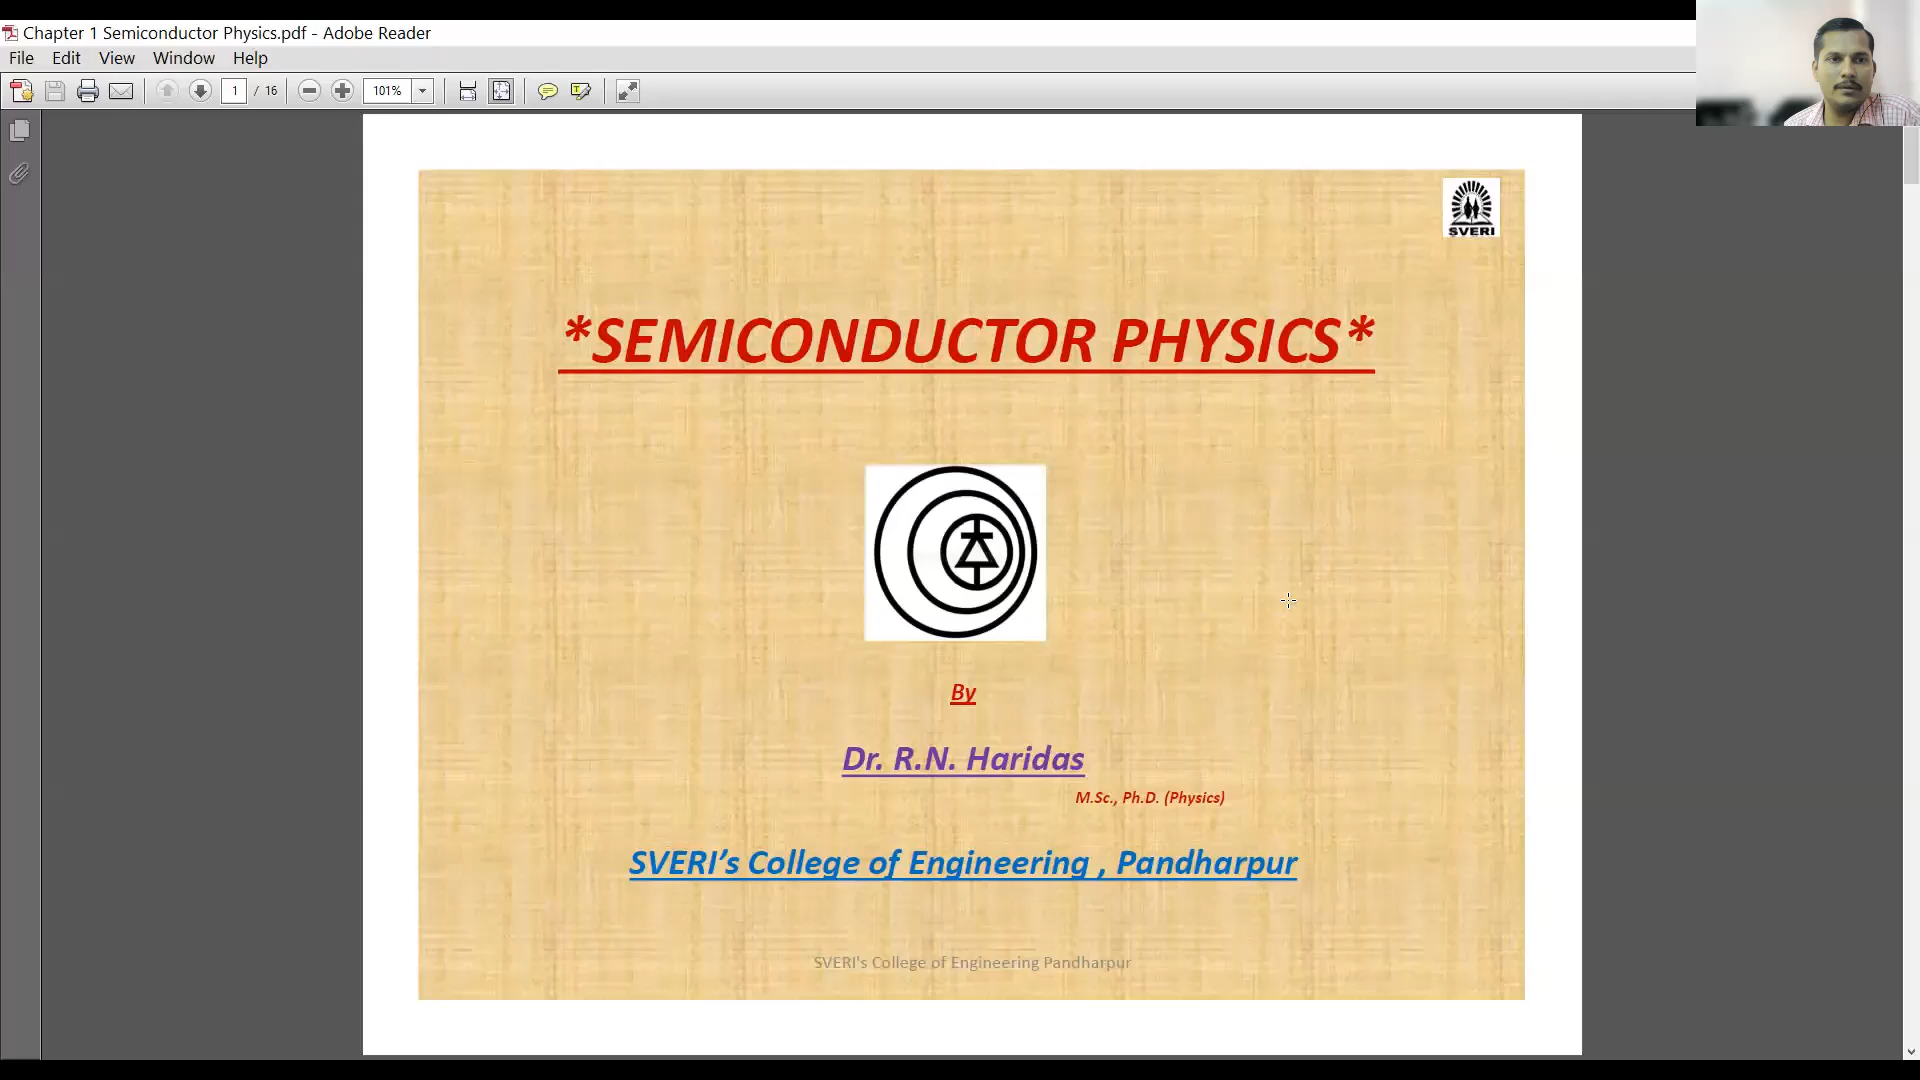 Chapter 1 Semiconductor Physics.pdf - Adobe Reader
File Edit View Window Help
1 / 16 101%
SVERI
*SEMICONDUCTOR PHYSICS*
By
Dr. R.N. Haridas
M.Sc., Ph.D. (Physics)
SVERI’s College of Engineering , Pandharpur
SVERI's College of Engineering Pandharpur